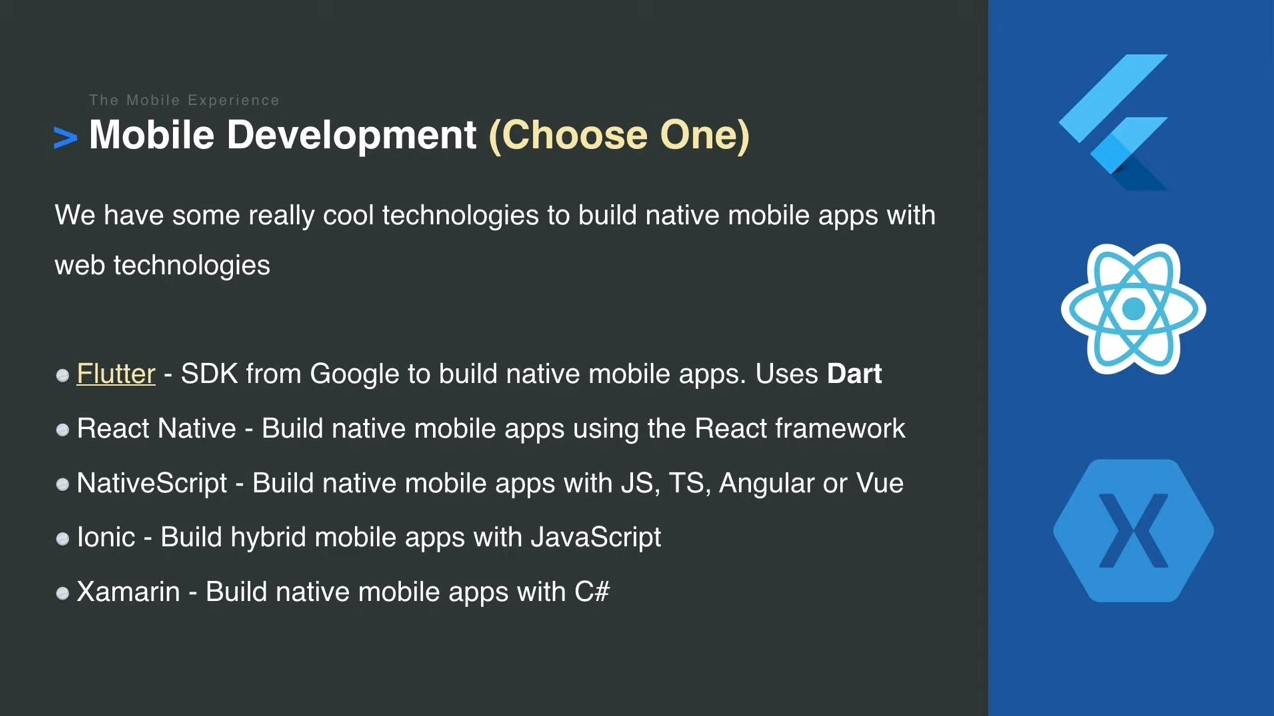 The Mobile Experience
> Mobile Development (Choose One)
We have some really cool technologies to build native mobile apps with
web technologies
Flutter - SDK from Google to build native mobile apps. Uses Dart
React Native - Build native mobile apps using the React framework
NativeScript - Build native mobile apps with JS, TS, Angular or Vue
Ionic - Build hybrid mobile apps with JavaScript
Xamarin - Build native mobile apps with C#